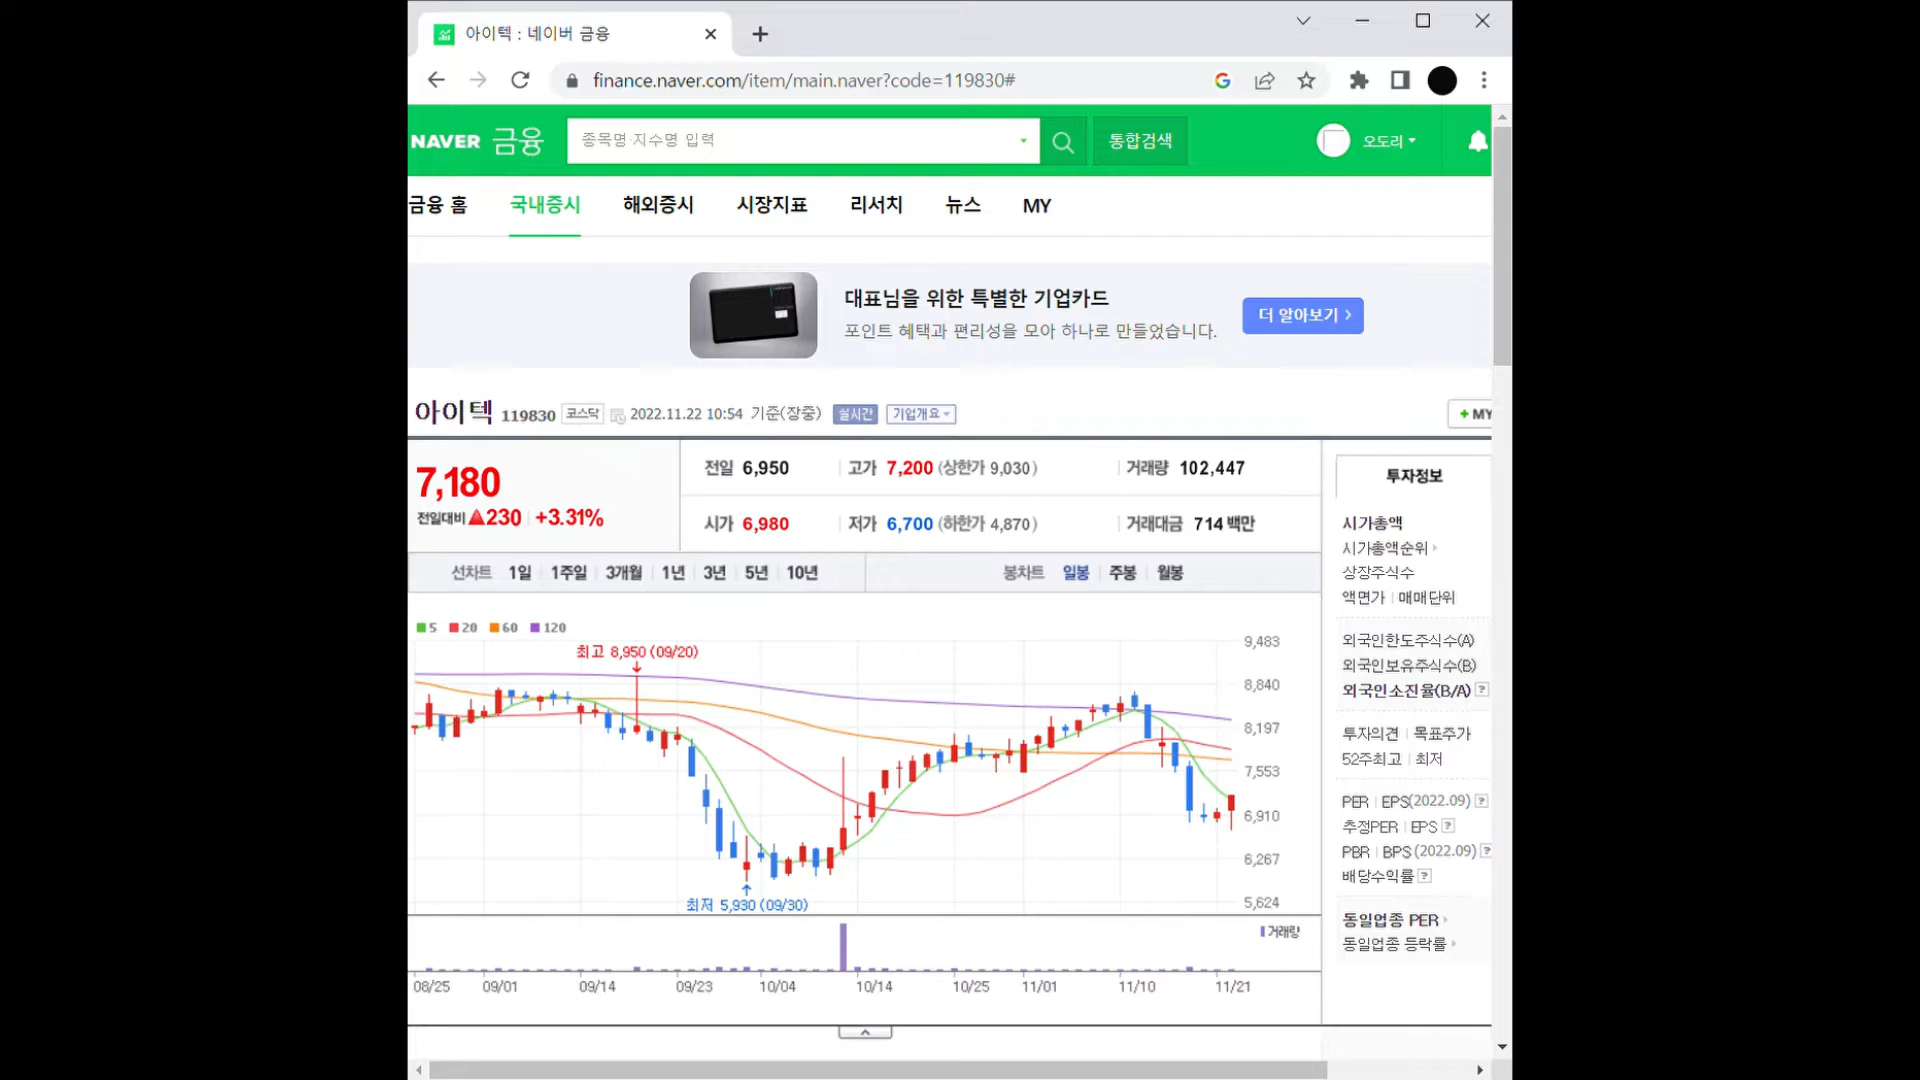 아이텍 : 네이버 금융
finance.naver.com/item/main.naver?code=119830#
NAVER 금융 종목명·지수명 입력 통합검색 오도리
금융 홈 국내증시 해외증시 시장지표 리서치 뉴스 MY
대표님을 위한 특별한 기업카드
포인트 혜택과 편리성을 모아 하나로 만들었습니다.
더 알아보기 >
아이텍 119830 코스닥 2022.11.22 10:54 기준(장중) 실시간 기업개요 + MY
7,180
전일대비 ▲230 +3.31%
전일 6,950 고가 7,200 (상한가 9,030) 거래량 102,447
시가 6,980 저가 6,700 (하한가 4,870) 거래대금 714 백만
선차트 1일 1주일 3개월 1년 3년 5년 10년 봉차트 일봉 주봉 월봉
5 20 60 120
최고 8,950 (09/20)
9,483
8,840
8,197
7,553
6,910
6,267
5,624
최저 5,930 (09/30)
거래량
08/25 09/01 09/14 09/23 10/04 10/14 10/25 11/01 11/10 11/21
투자정보
시가총액
시가총액순위
상장주식수
액면가 | 매매단위
외국인한도주식수(A)
외국인보유주식수(B)
외국인소진율(B/A) ?
투자의견 | 목표주가
52주최고 | 최저
PER | EPS(2022.09) ?
추정PER | EPS ?
PBR | BPS (2022.09) ?
배당수익률 ?
동일업종 PER
동일업종 등락률